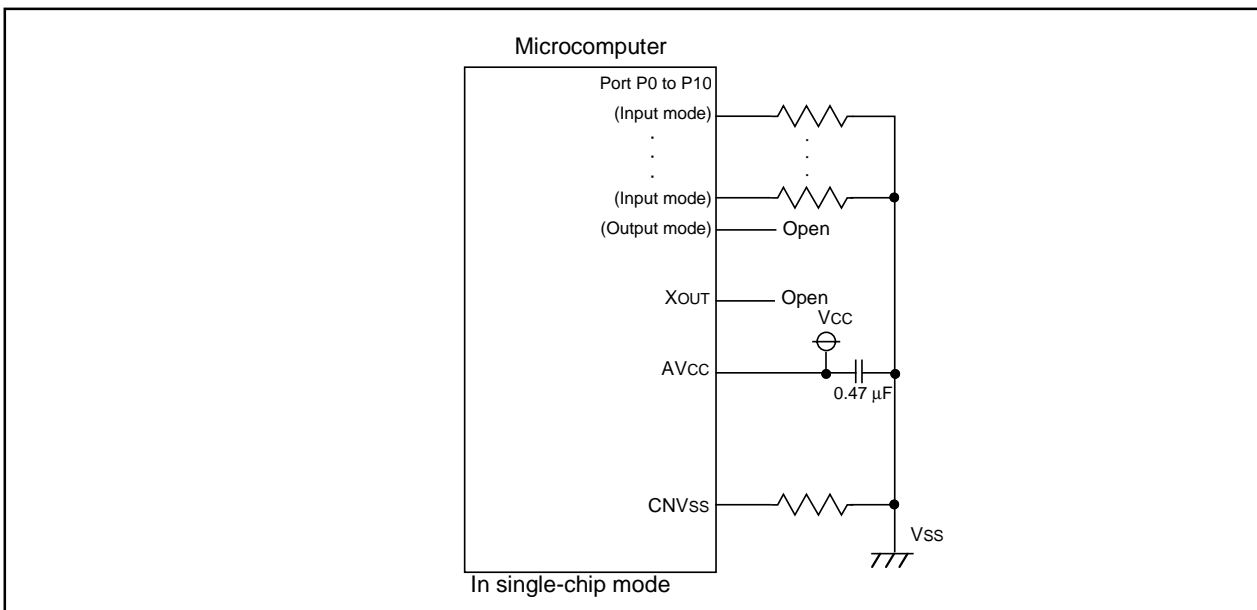 Microcomputer
Port P0 to P10
(Input mode)
(Input mode)
(Output mode)
Open
XOUT
Open
VCC
AVCC
0.47 µF
CNVSS
VSS
In single-chip mode